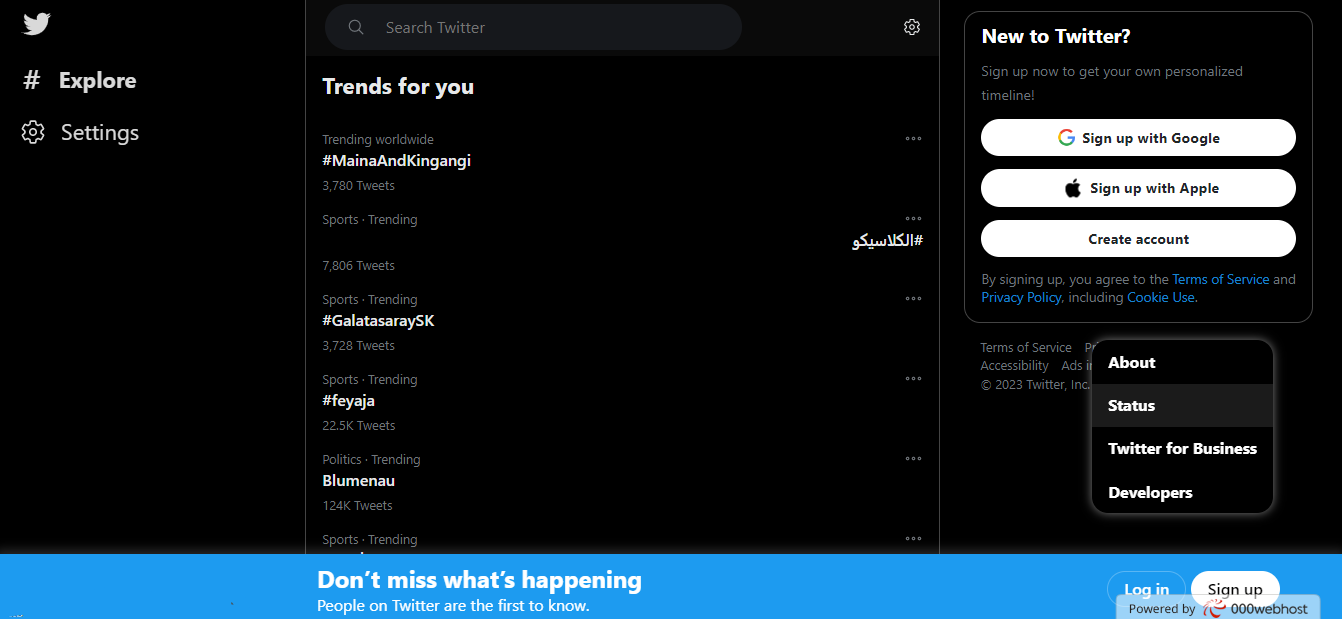 Search Twitter
# Explore
Settings
Trends for you
Trending worldwide
#MainaAndKingangi
3,780 Tweets
Sports · Trending
#الكلاسيكو
7,806 Tweets
Sports · Trending
#GalatasaraySK
3,728 Tweets
Sports · Trending
#feyaja
22.5K Tweets
Politics · Trending
Blumenau
124K Tweets
Sports · Trending
New to Twitter?
Sign up now to get your own personalized
timeline!
Sign up with Google
Sign up with Apple
Create account
By signing up, you agree to the Terms of Service and
Privacy Policy, including Cookie Use.
Terms of Service
Accessibility Ads
© 2023 Twitter, Inc.
About
Status
Twitter for Business
Developers
Don’t miss what’s happening
People on Twitter are the first to know.
Log in
Sign up
Powered by 000webhost